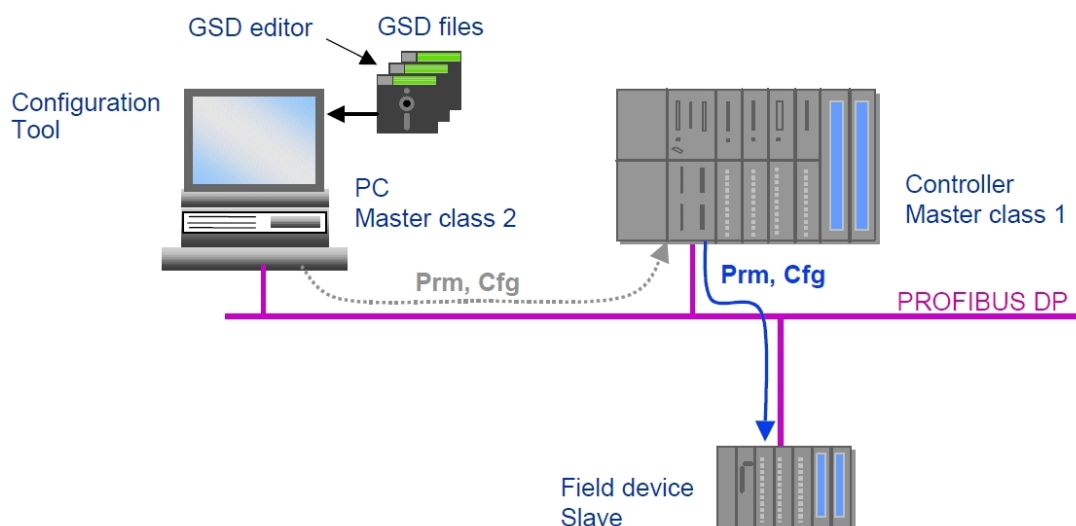 GSD editor
GSD files
Configuration
Tool
PC
Master class 2
Controller
Master class 1
Prm, Cfg
Prm, Cfg
PROFIBUS DP
Field device
Slave